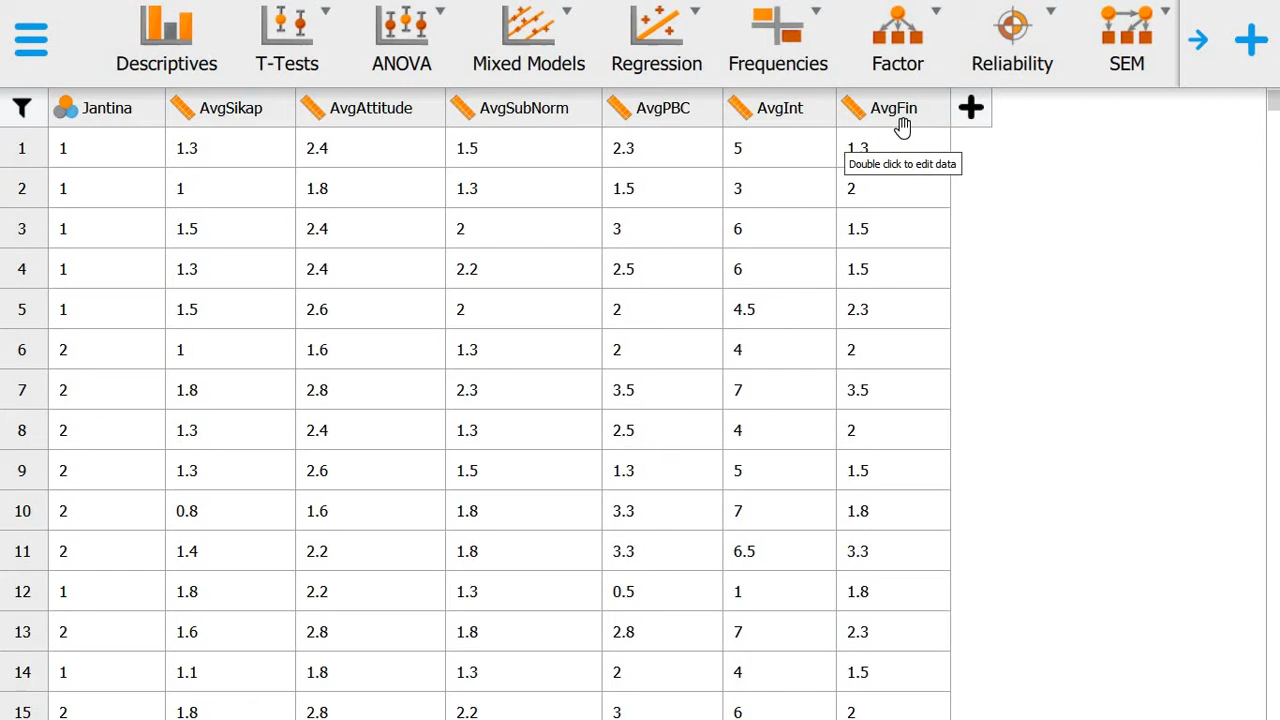 Descriptives T-Tests ANOVA Mixed Models Regression Frequencies Factor Reliability SEM
Jantina AvgSikap AvgAttitude AvgSubNorm AvgPBC AvgInt AvgFin
1 1 1.3 2.4 1.5 2.3 5 1.3
Double click to edit data
2 1 1 1.8 1.3 1.5 3 2
3 1 1.5 2.4 2 3 6 1.5
4 1 1.3 2.4 2.2 2.5 6 1.5
5 1 1.5 2.6 2 2 4.5 2.3
6 2 1 1.6 1.3 2 4 2
7 2 1.8 2.8 2.3 3.5 7 3.5
8 2 1.3 2.4 1.3 2.5 4 2
9 2 1.3 2.6 1.5 1.3 5 1.5
10 2 0.8 1.6 1.8 3.3 7 1.8
11 2 1.4 2.2 1.8 3.3 6.5 3.3
12 1 1.8 2.2 1.3 0.5 1 1.8
13 2 1.6 2.8 1.8 2.8 7 2.3
14 1 1.1 1.8 1.3 2 4 1.5
15 2 1.8 2.8 2.2 3 6 2